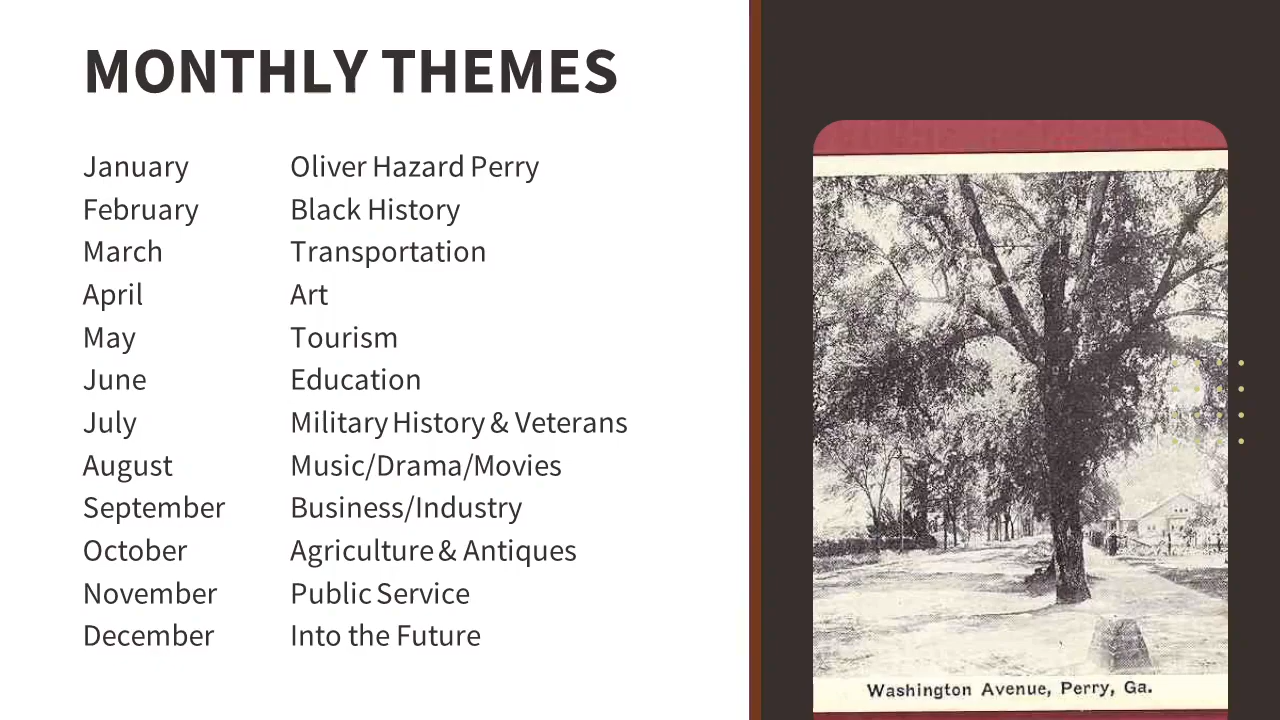 MONTHLY THEMES
January Oliver Hazard Perry
February Black History
March Transportation
April Art
May Tourism
June Education
July Military History & Veterans
August Music/Drama/Movies
September Business/Industry
October Agriculture & Antiques
November Public Service
December Into the Future
Washington Avenue, Perry, Ga.